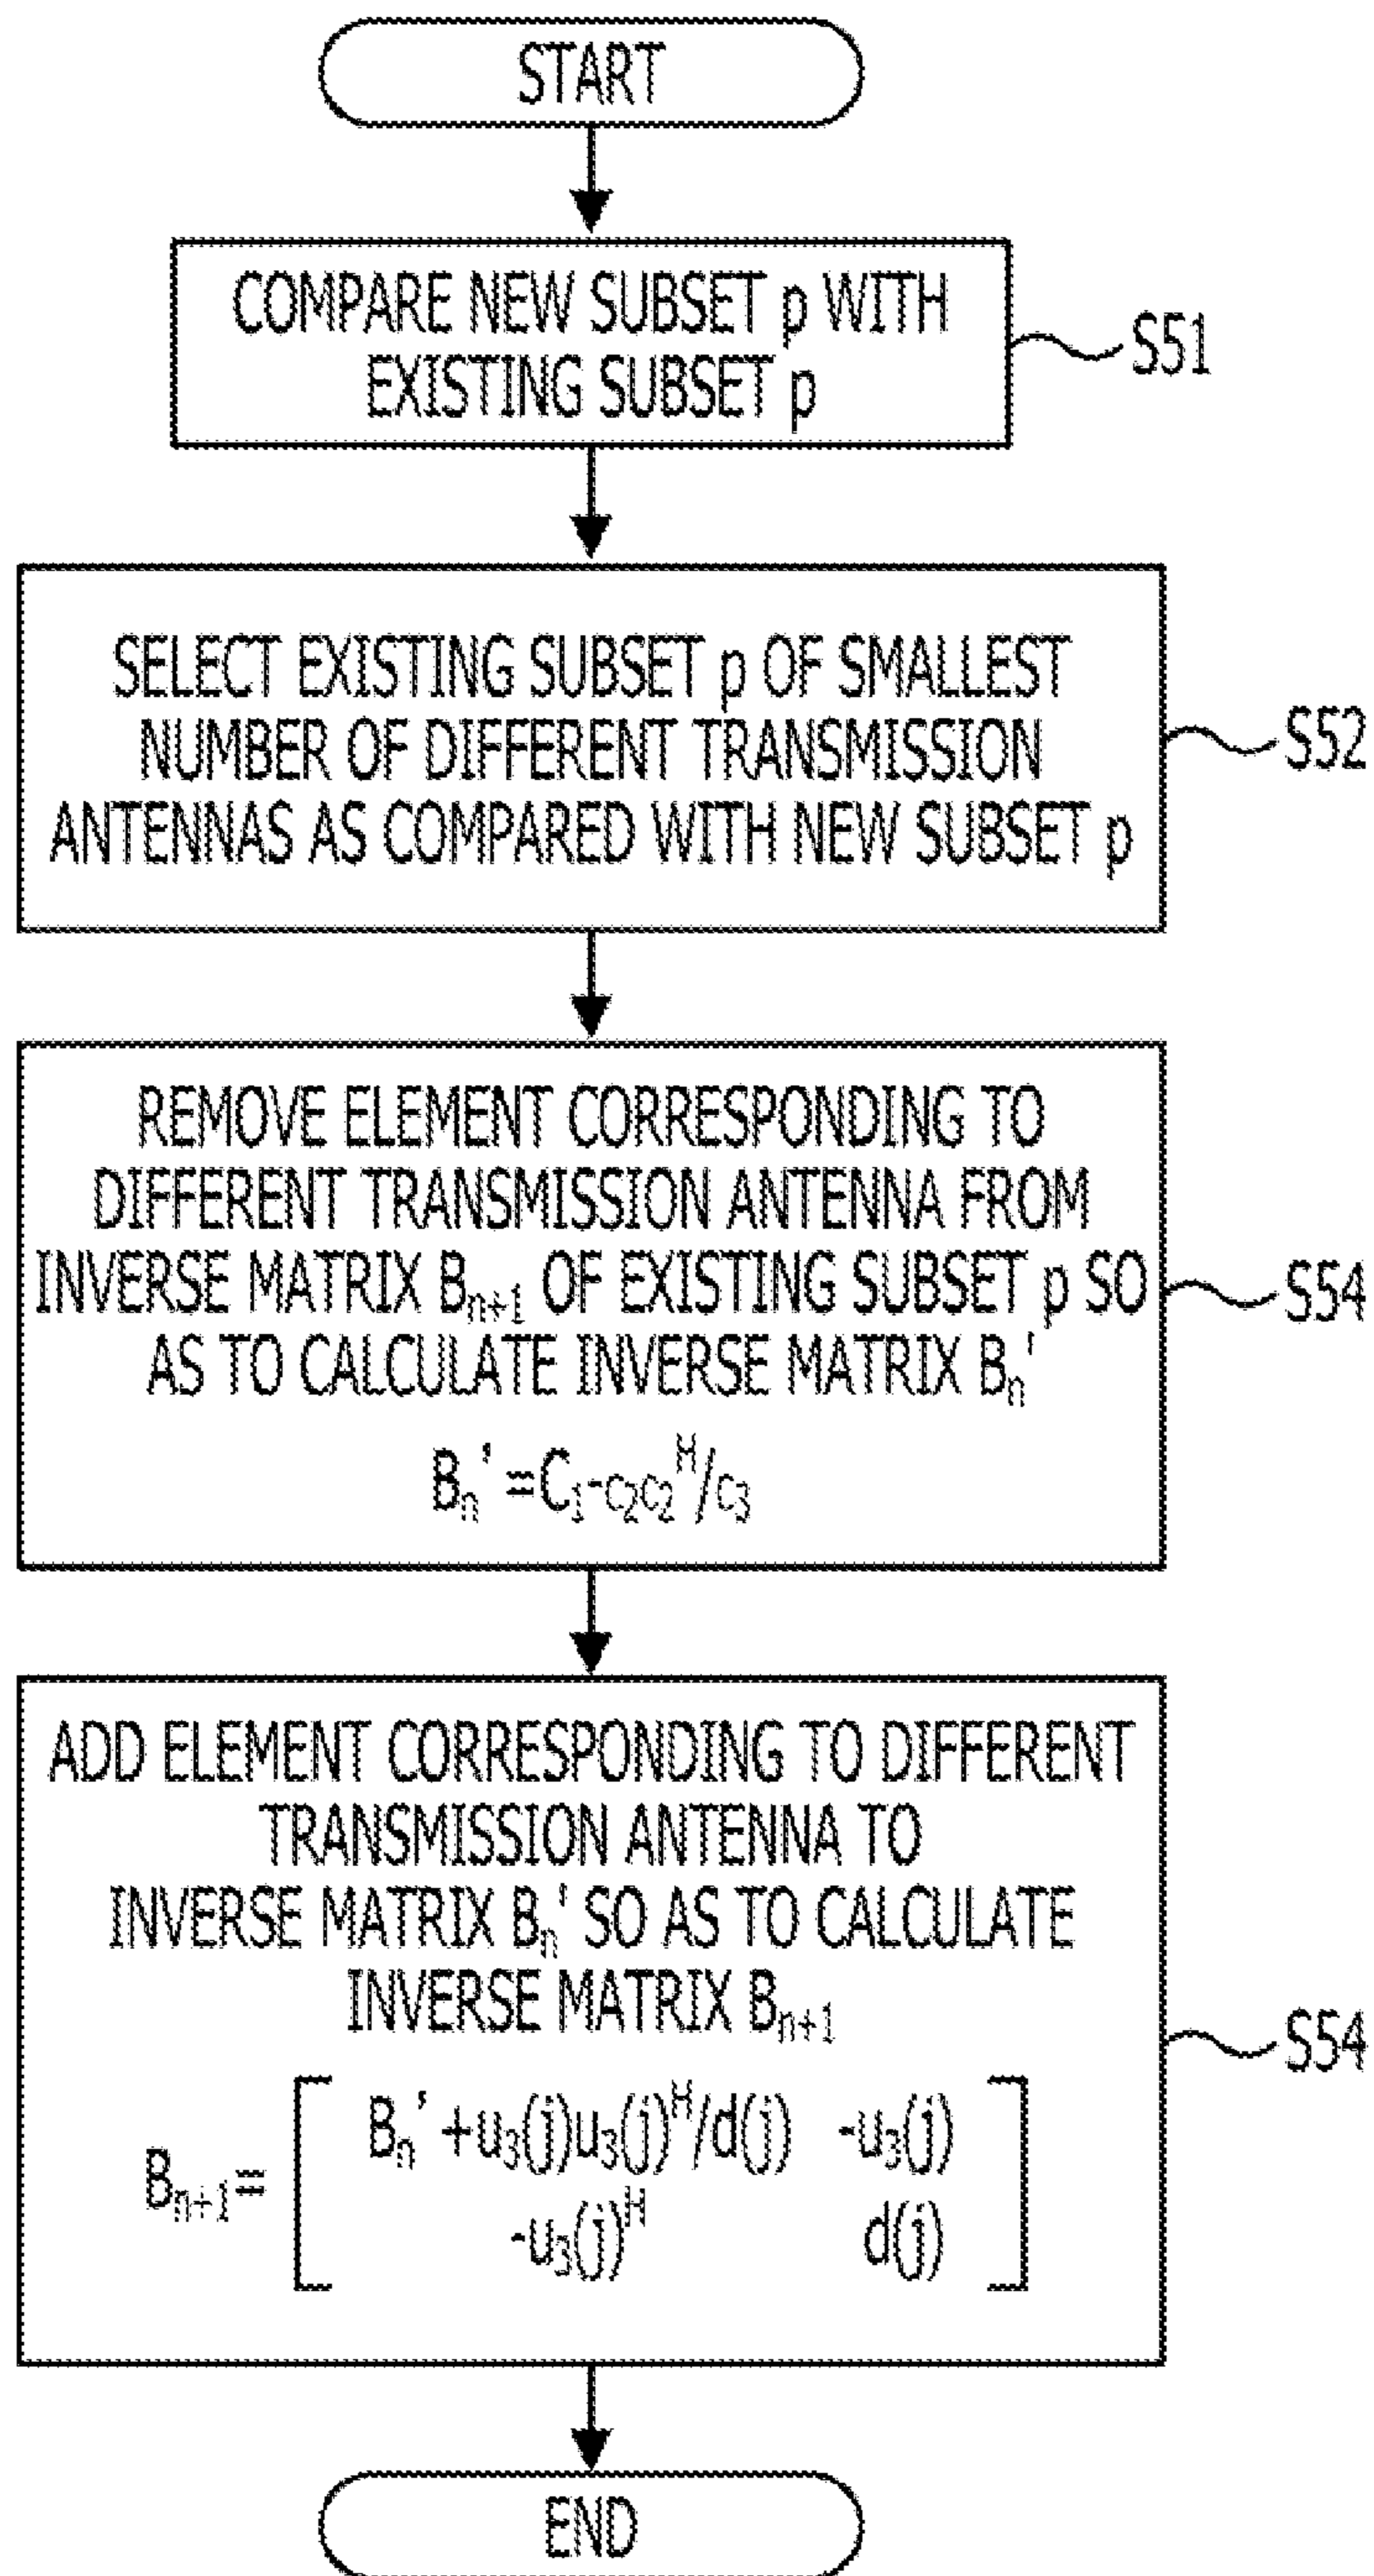 START
COMPARE NEW SUBSET p WITH
EXISTING SUBSET p
S51
SELECT EXISTING SUBSET p OF SMALLEST
NUMBER OF DIFFERENT TRANSMISSION
ANTENNAS AS COMPARED WITH NEW SUBSET p
S52
REMOVE ELEMENT CORRESPONDING TO
DIFFERENT TRANSMISSION ANTENNA FROM
INVERSE MATRIX Bn+1 OF EXISTING SUBSET p SO
AS TO CALCULATE INVERSE MATRIX Bn'
Bn'=C1-c2c2^H/c3
S54
ADD ELEMENT CORRESPONDING TO DIFFERENT
TRANSMISSION ANTENNA TO
INVERSE MATRIX Bn' SO AS TO CALCULATE
INVERSE MATRIX Bn+1
Bn+1= [ Bn'+u3(j)u3(j)^H/d(j) -u3(j)
-u3(j)^H d(j) ]
S54
END